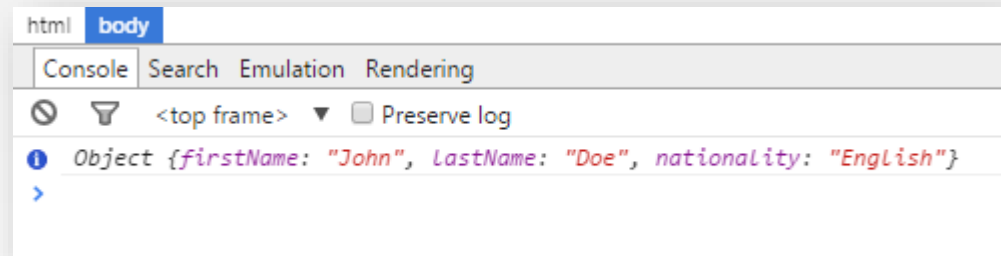 html body
Console Search Emulation Rendering
<top frame> ▼ Preserve log
Object {firstName: "John", lastName: "Doe", nationality: "English"}
>